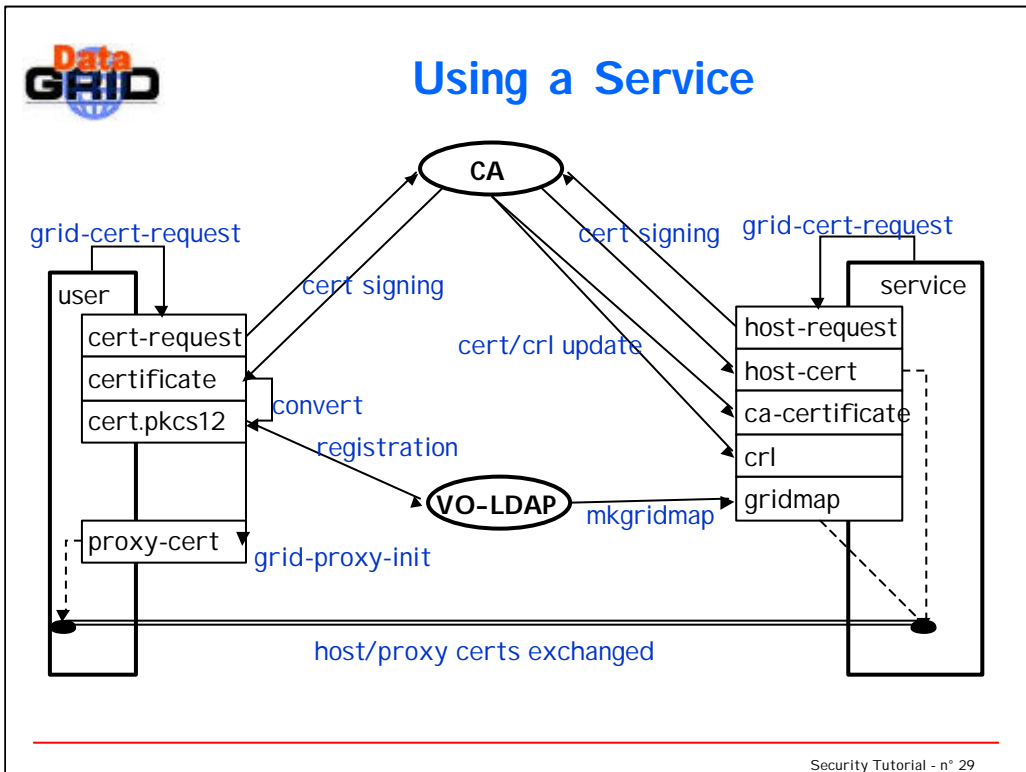 Data
GRID
Using a Service
CA
grid-cert-request
cert signing
grid-cert-request
user
service
cert signing
cert-request
host-request
cert/crl update
certificate
host-cert
convert
cert.pkcs12
ca-certificate
registration
crl
VO-LDAP
mkgridmap
gridmap
proxy-cert
grid-proxy-init
host/proxy certs exchanged
Security Tutorial - n° 29